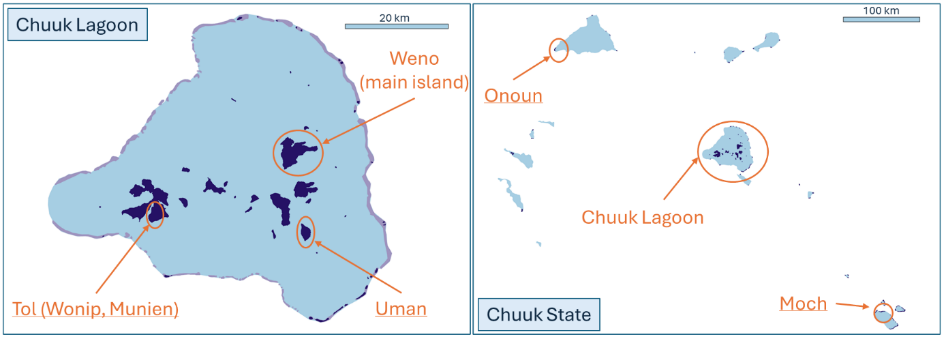 Chuuk Lagoon
20 km
Weno
(main island)
Tol (Wonip, Munien)
Uman
100 km
Onoun
Chuuk Lagoon
Moch
Chuuk State